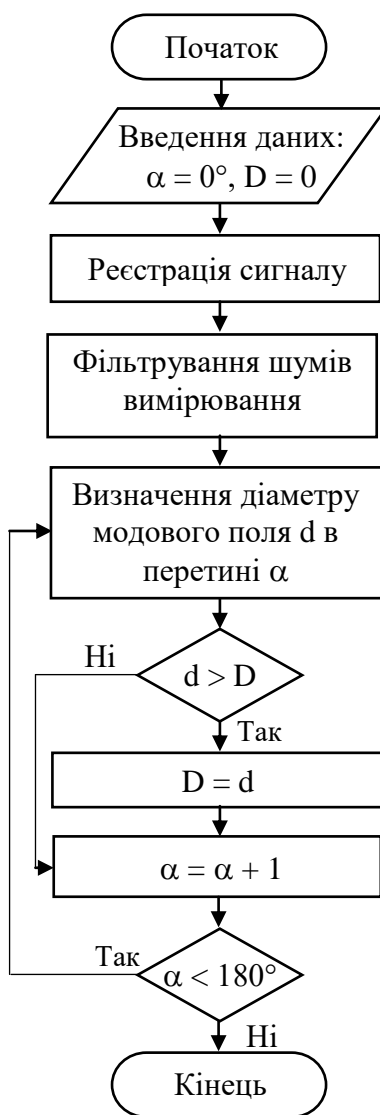 Початок
Введення даних:
α = 0°, D = 0
Реєстрація сигналу
Фільтрування шумів
вимірювання
Визначення діаметру
модового поля d в
перетині α
Ні
d > D
Так
D = d
α = α + 1
Так
α < 180°
Ні
Кінець